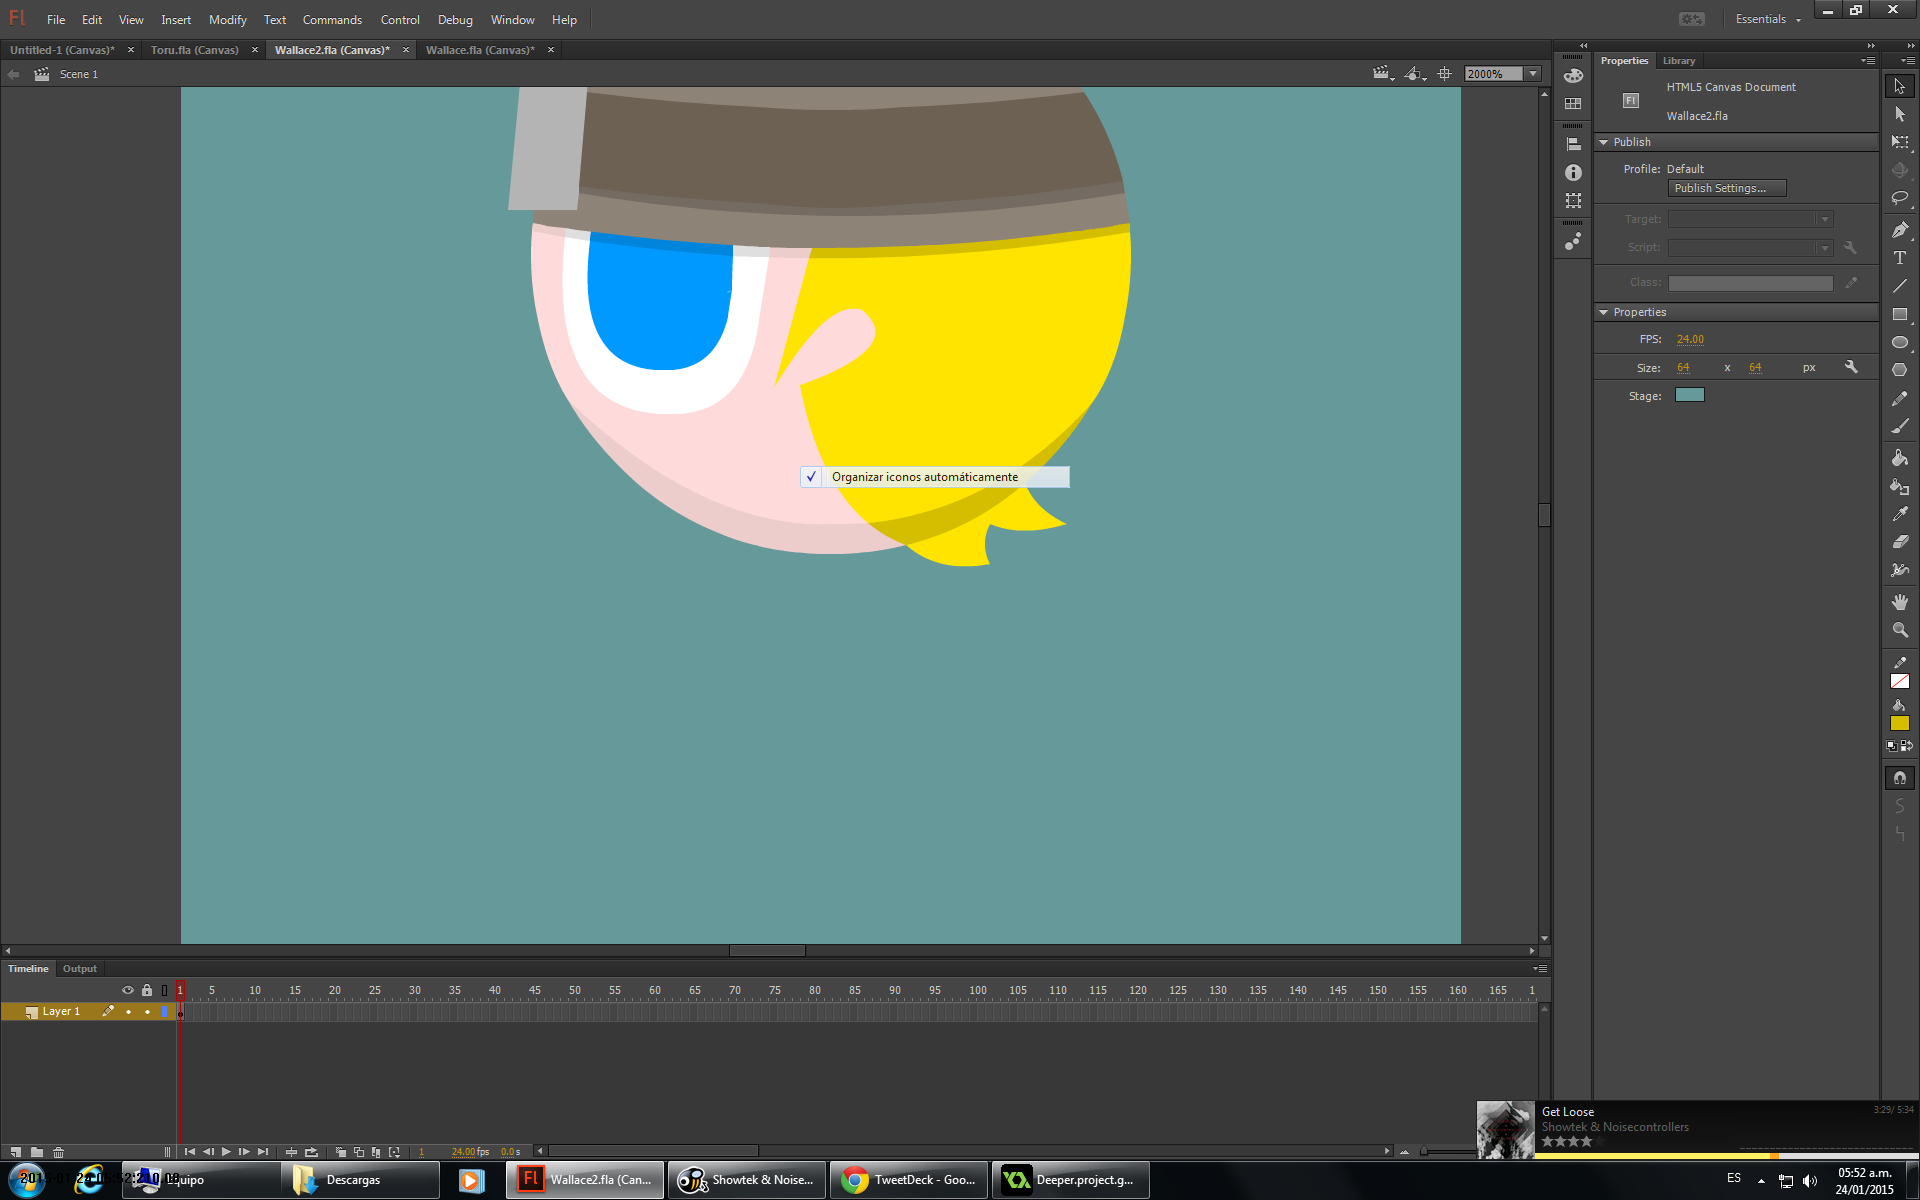 Fl File Edit View Insert Modify Text Commands Control Debug Window Help Essentials
Untitled-1 (Canvas)* × Toru.fla (Canvas) × Wallace2.fla (Canvas)* × Wallace.fla (Canvas)* ×
Scene 1 2000%
Properties Library
HTML5 Canvas Document
Fl
Wallace2.fla
Publish
Profile: Default
Publish Settings...
Target:
Script:
Class:
Properties
FPS: 24.00
Size: 64 x 64 px
Stage:
T
✓ Organizar iconos automáticamente
Timeline Output
1 5 10 15 20 25 30 35 40 45 50 55 60 65 70 75 80 85 90 95 100 105 110 115 120 125 130 135 140 145 150 155 160 165 1
Layer 1
1 24.00 fps 0.0 s
Get Loose 3:29/ 5:34
Showtek & Noisecontrollers
Equipo Descargas Fl Wallace2.fla (Can... Showtek & Noise... TweetDeck - Goo... Deeper.project.g... ES 05:52 a.m.
24/01/2015